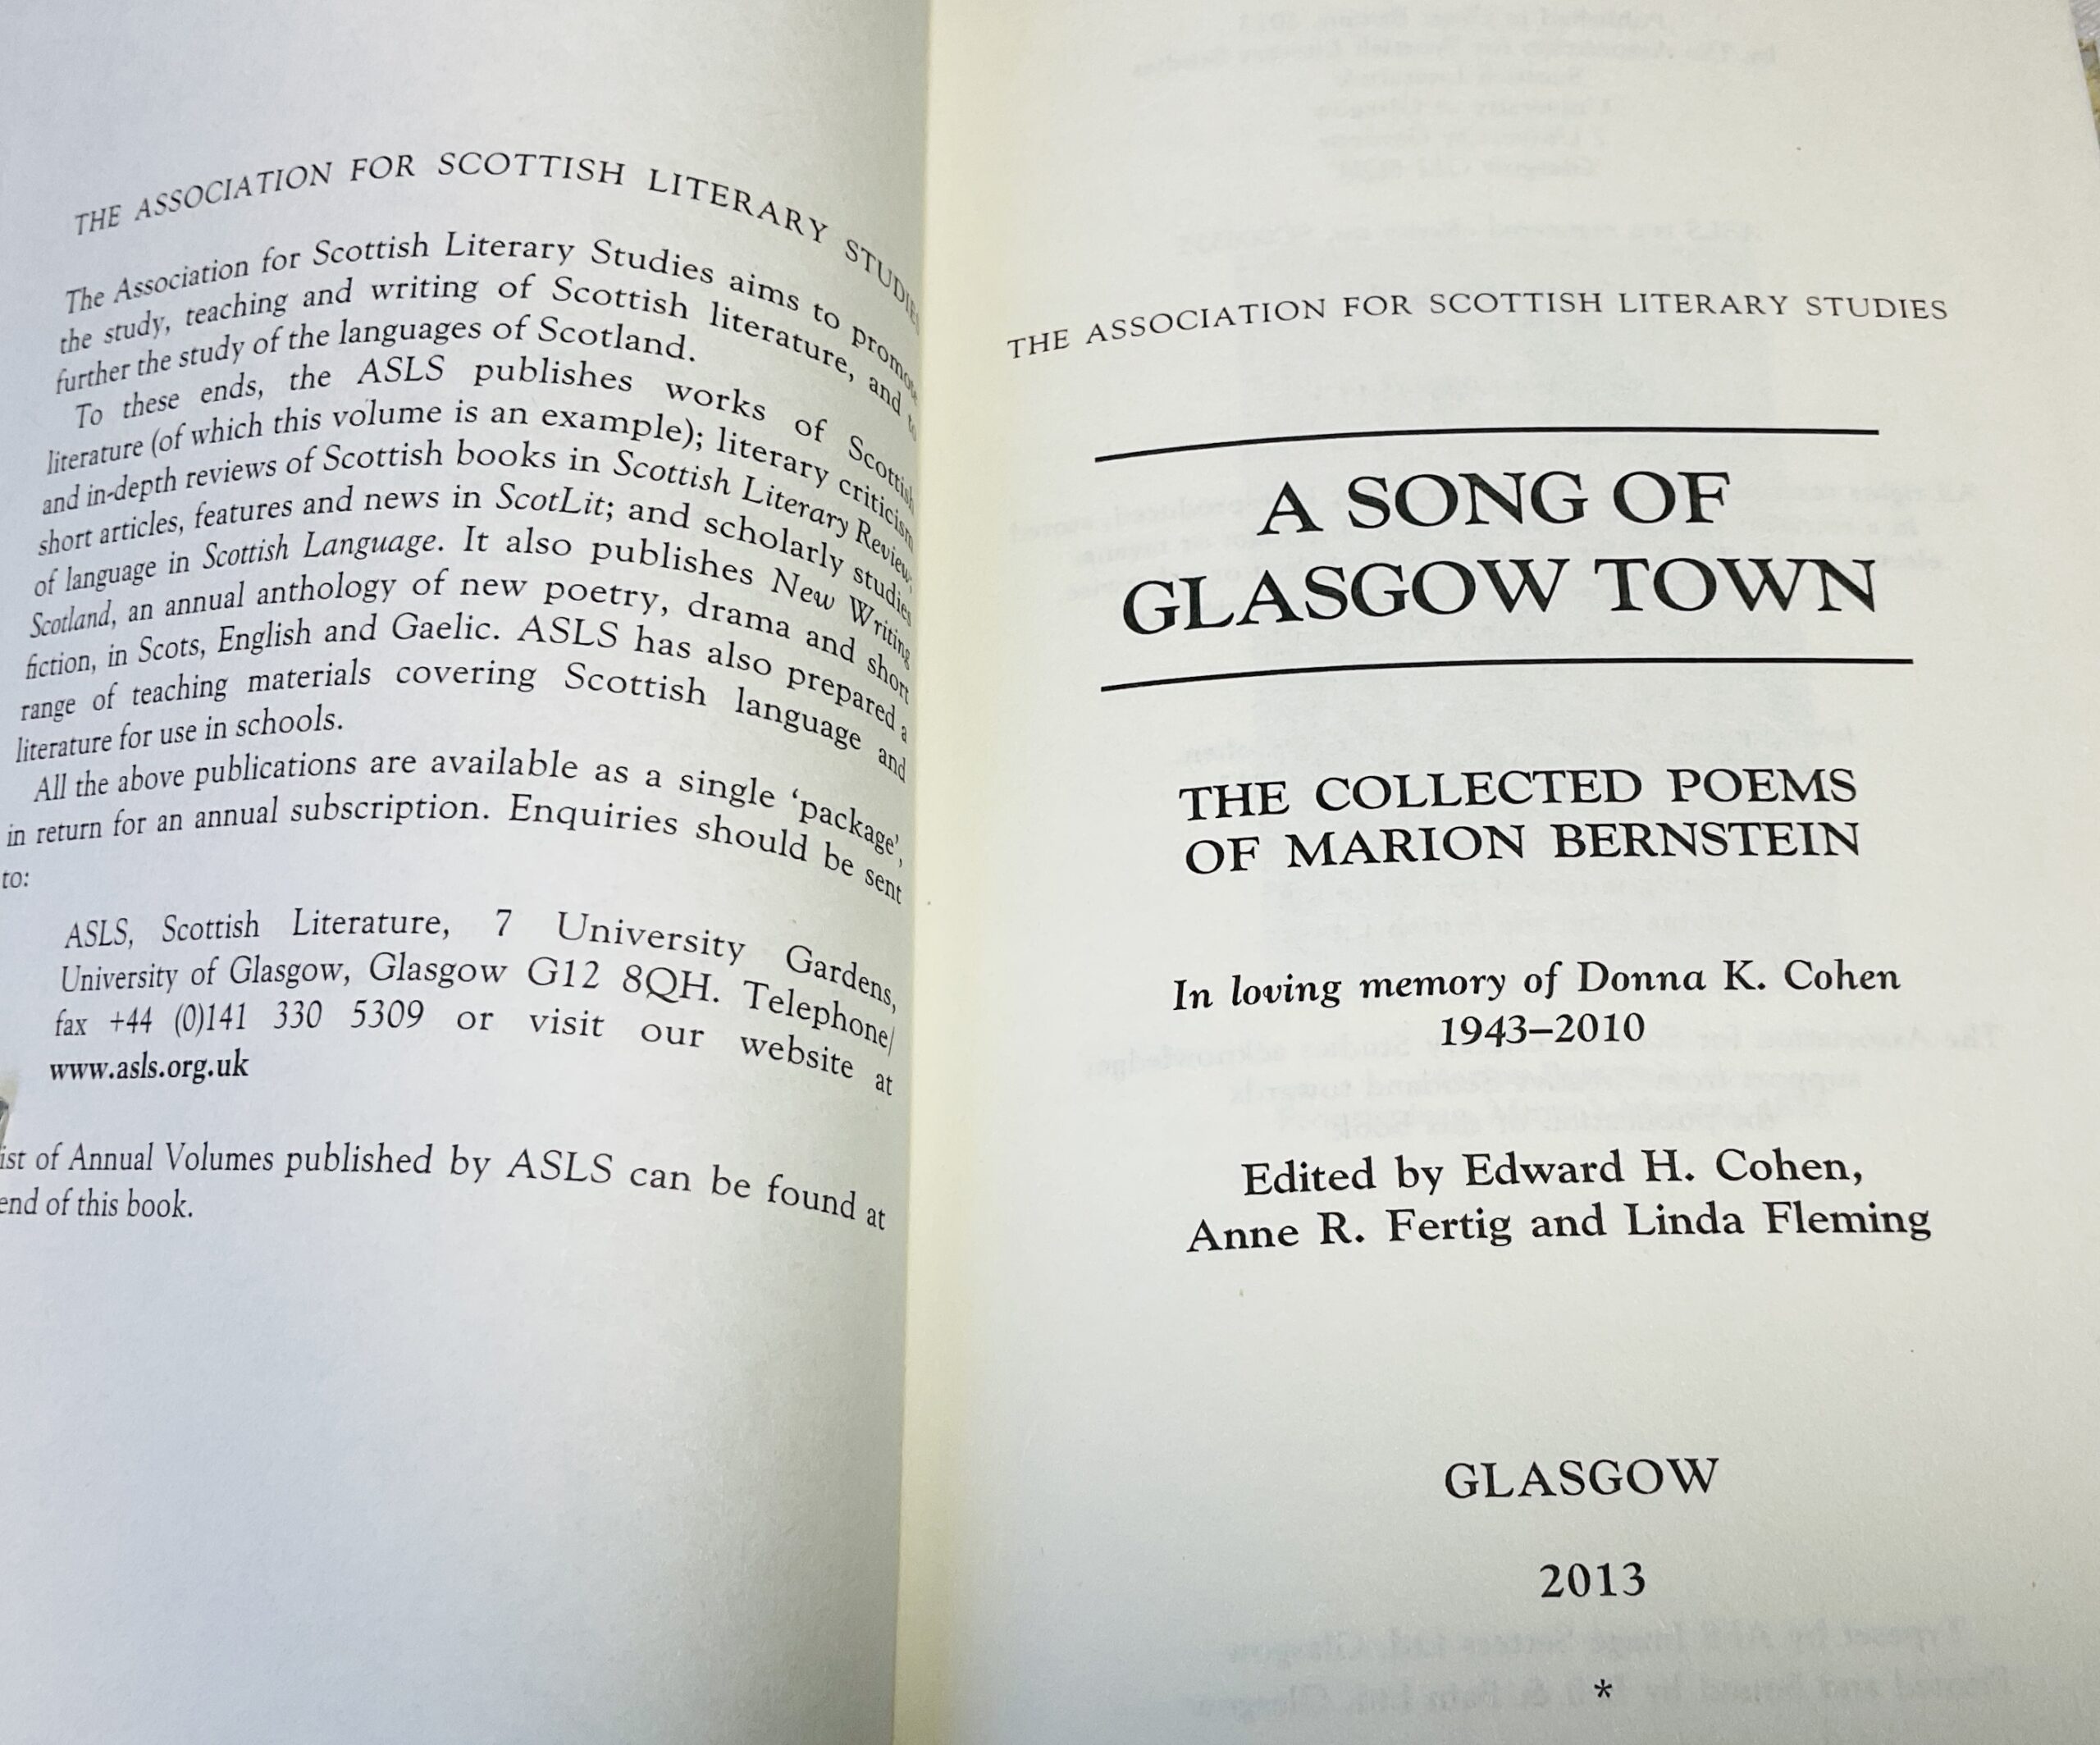 THE ASSOCIATION FOR SCOTTISH LITERARY STUDIES
The Association for Scottish Literary Studies aims to promote
the study, teaching and writing of Scottish literature, and to
further the study of the languages of Scotland.
To these ends, the ASLS publishes works of Scottish
literature (of which this volume is an example); literary criticism
and in-depth reviews of Scottish books in Scottish Literary Review;
short articles, features and news in ScotLit; and scholarly studies
of language in Scottish Language. It also publishes New Writing
Scotland, an annual anthology of new poetry, drama and short
fiction, in Scots, English and Gaelic. ASLS has also prepared a
range of teaching materials covering Scottish language and
literature for use in schools.
All the above publications are available as a single ‘package’,
in return for an annual subscription. Enquiries should be sent
to:
ASLS, Scottish Literature, 7 University Gardens,
University of Glasgow, Glasgow G12 8QH. Telephone/
fax +44 (0)141 330 5309 or visit our website at
www.asls.org.uk
ist of Annual Volumes published by ASLS can be found at
end of this book.
THE ASSOCIATION FOR SCOTTISH LITERARY STUDIES
A SONG OF
GLASGOW TOWN
THE COLLECTED POEMS
OF MARION BERNSTEIN
In loving memory of Donna K. Cohen
1943–2010
Edited by Edward H. Cohen,
Anne R. Fertig and Linda Fleming
GLASGOW
2013
*